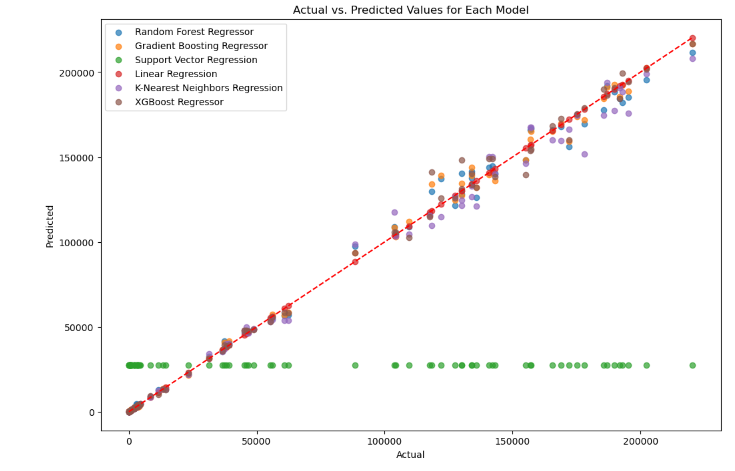 Actual vs. Predicted Values for Each Model
Random Forest Regressor
Gradient Boosting Regressor
Support Vector Regression
Linear Regression
K-Nearest Neighbors Regression
XGBoost Regressor
Predicted
200000
150000
100000
50000
0
0 50000 100000 150000 200000
Actual